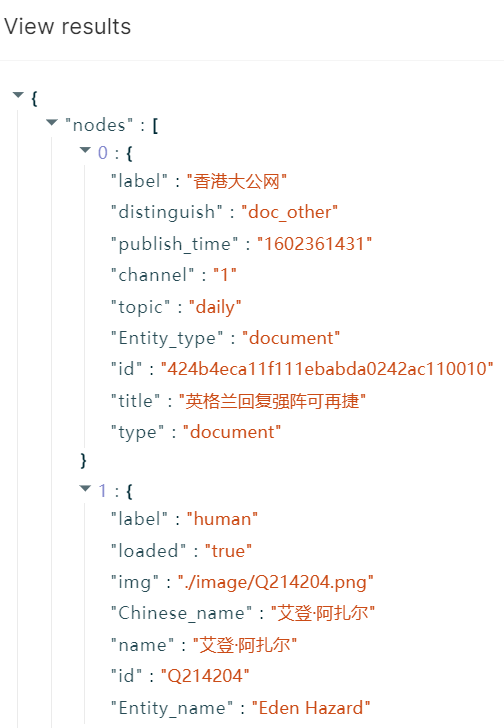 View results
{
"nodes" : [
0 : {
"label" : "香港大公网"
"distinguish" : "doc_other"
"publish_time" : "1602361431"
"channel" : "1"
"topic" : "daily"
"Entity_type" : "document"
"id" : "424b4eca11f111ebabda0242ac110010"
"title" : "英格兰回复强阵可再捷"
"type" : "document"
}
1 : {
"label" : "human"
"loaded" : "true"
"img" : "./image/Q214204.png"
"Chinese_name" : "艾登·阿扎尔"
"name" : "艾登·阿扎尔"
"id" : "Q214204"
"Entity_name" : "Eden Hazard"